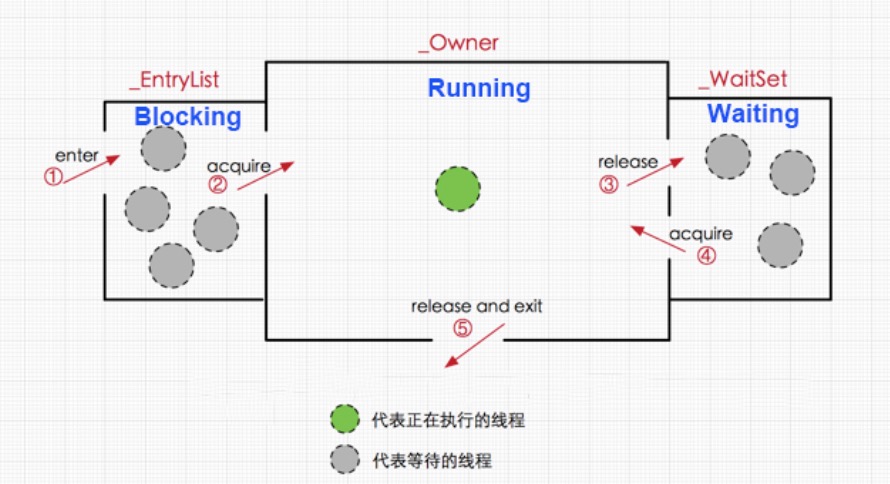 _Owner
_EntryList
Running
_WaitSet
Blocking
Waiting
enter
①
acquire
②
release
③
acquire
④
release and exit
⑤
代表正在执行的线程
代表等待的线程